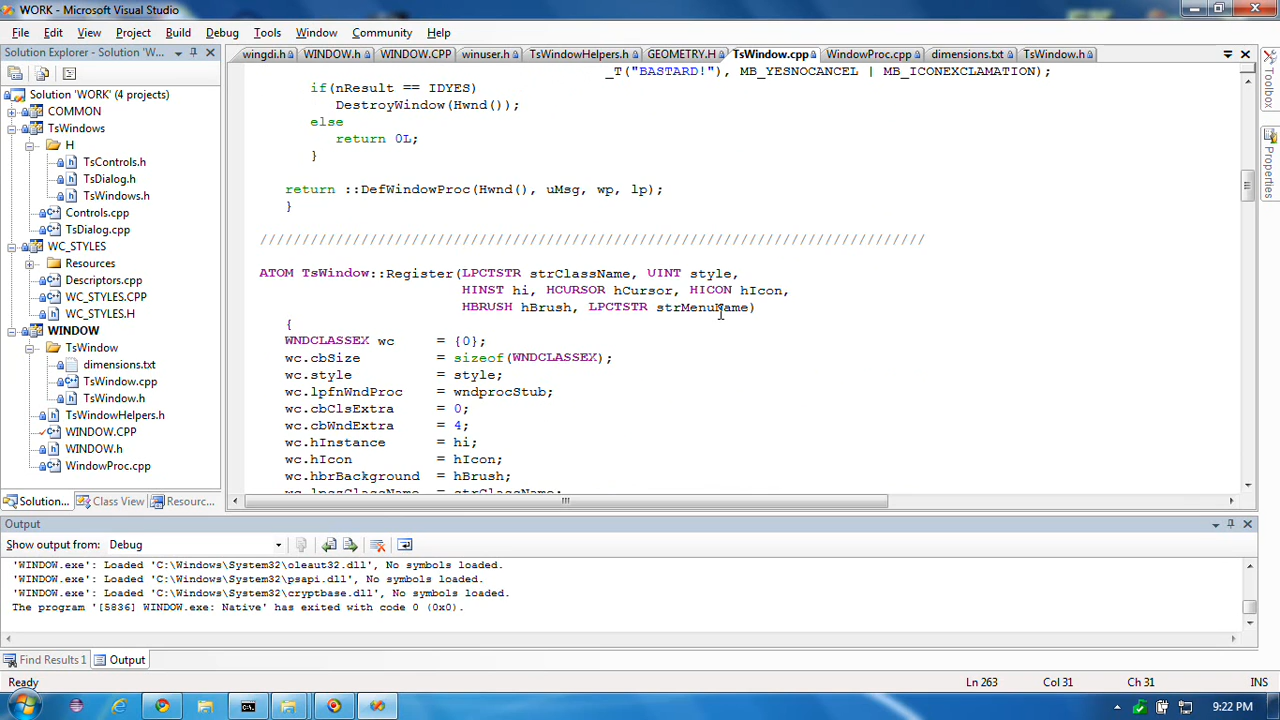 WORK - Microsoft Visual Studio
File Edit View Project Build Debug Tools Window Community Help
Solution Explorer - Solution 'W...
wingdi.h WINDOW.h WINDOW.CPP winuser.h TsWindowHelpers.h GEOMETRY.H TsWindow.cpp WindowProc.cpp dimensions.txt TsWindow.h
Solution 'WORK' (4 projects)
COMMON
TsWindows
H
TsControls.h
TsDialog.h
TsWindows.h
Controls.cpp
TsDialog.cpp
WC_STYLES
Resources
Descriptors.cpp
WC_STYLES.CPP
WC_STYLES.H
WINDOW
TsWindow
dimensions.txt
TsWindow.cpp
TsWindow.h
TsWindowHelpers.h
WINDOW.CPP
WINDOW.h
WindowProc.cpp
Solution... Class View Resourc...
_T("BASTARD!"), MB_YESNOCANCEL | MB_ICONEXCLAMATION);
if(nResult == IDYES)
DestroyWindow(Hwnd());
else
return 0L;
}
return ::DefWindowProc(Hwnd(), uMsg, wp, lp);
}
///////////////////////////////////////////////////////////////////////////////
ATOM TsWindow::Register(LPCTSTR strClassName, UINT style,
HINST hi, HCURSOR hCursor, HICON hIcon,
HBRUSH hBrush, LPCTSTR strMenuName)
{
WNDCLASSEX wc = {0};
wc.cbSize = sizeof(WNDCLASSEX);
wc.style = style;
wc.lpfnWndProc = wndprocStub;
wc.cbClsExtra = 0;
wc.cbWndExtra = 4;
wc.hInstance = hi;
wc.hIcon = hIcon;
wc.hbrBackground = hBrush;
wc.lpszClassName = strClassName;
Toolbox
Properties
Output
Show output from: Debug
'WINDOW.exe': Loaded 'C:\Windows\System32\oleaut32.dll', No symbols loaded.
'WINDOW.exe': Loaded 'C:\Windows\System32\psapi.dll', No symbols loaded.
'WINDOW.exe': Loaded 'C:\Windows\System32\cryptbase.dll', No symbols loaded.
The program '[5836] WINDOW.exe: Native' has exited with code 0 (0x0).
Find Results 1 Output
Ready Ln 263 Col 31 Ch 31 INS
9:22 PM